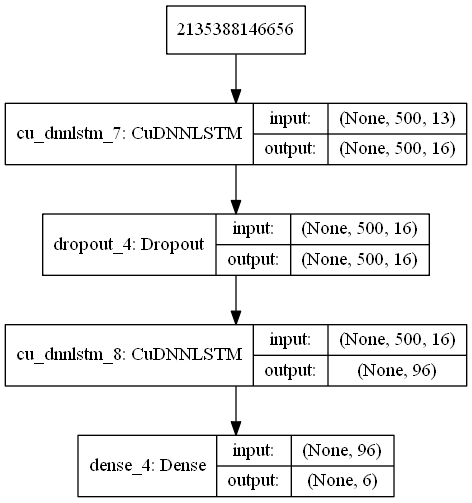 2135388146656
cu_dnnlstm_7: CuDNNLSTM
input: (None, 500, 13)
output: (None, 500, 16)
dropout_4: Dropout
input: (None, 500, 16)
output: (None, 500, 16)
cu_dnnlstm_8: CuDNNLSTM
input: (None, 500, 16)
output: (None, 96)
dense_4: Dense
input: (None, 96)
output: (None, 6)